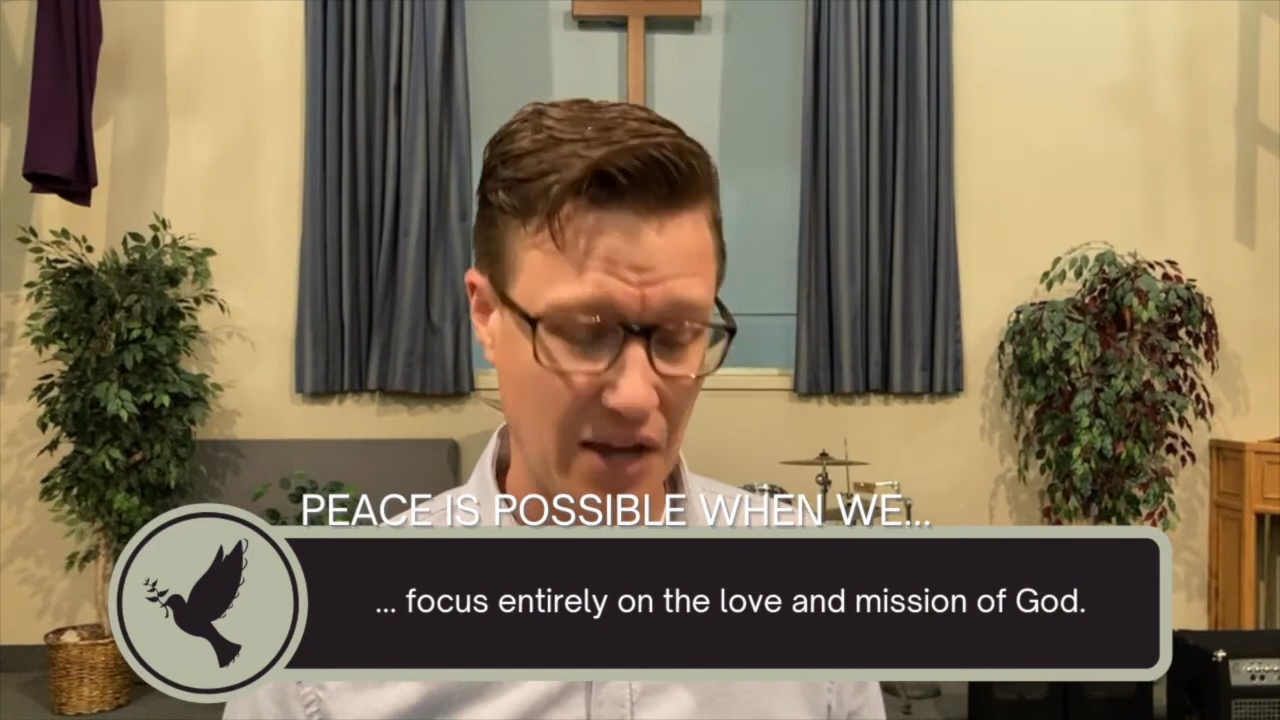 PEACE IS POSSIBLE WHEN WE...
... focus entirely on the love and mission of God.